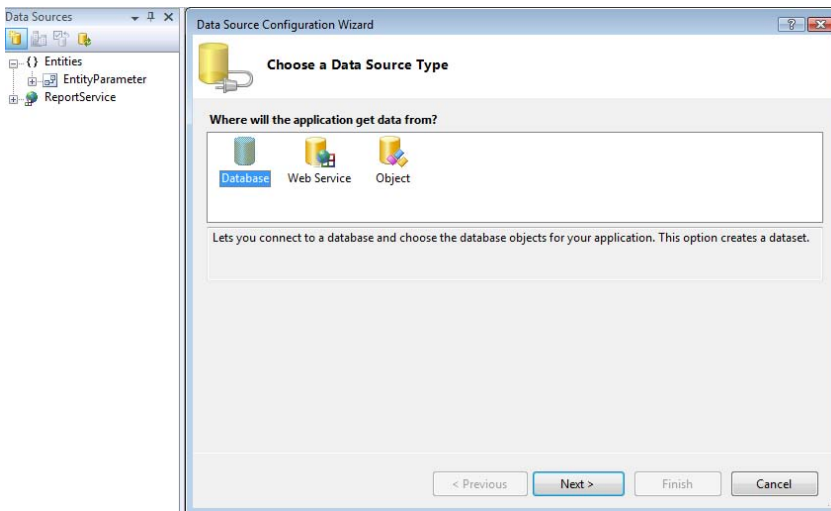 Data Sources
{} Entities
EntityParameter
ReportService
Data Source Configuration Wizard
Choose a Data Source Type
Where will the application get data from?
Database Web Service Object
Lets you connect to a database and choose the database objects for your application. This option creates a dataset.
< Previous Next > Finish Cancel